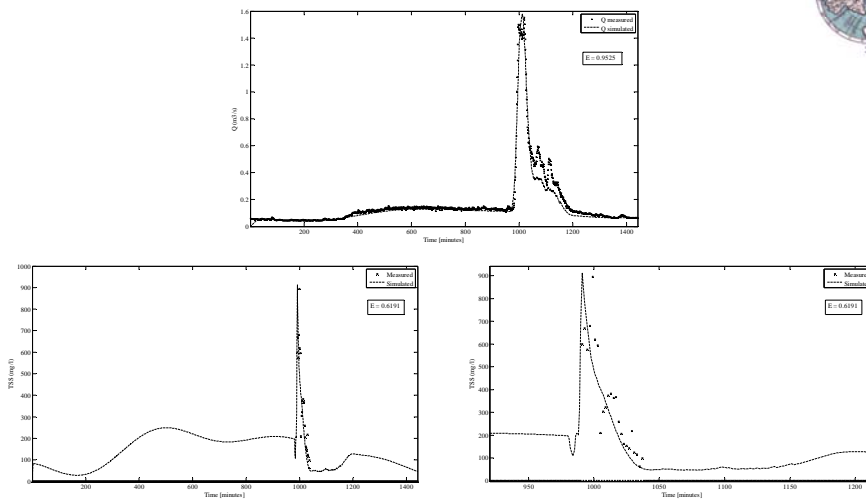 1.6
Q measured
Q simulated
1.4
E = 0.9525
1.2
1
Q (m3/s)
0.8
0.6
0.4
0.2
0
200 400 600 800 1000 1200 1400
Time [minutes]
1000
Measured
Simulated
900
E = 0.6191
800
700
600
TSS (mg/l)
500
400
300
200
100
0
200 400 600 800 1000 1200 1400
Time [minutes]
900
Measure
Simulate
E = 0.6191
800
700
600
TSS (mg/l)
500
400
300
200
100
0
950 1000 1050 1100 1150 1200
Time [minutes]